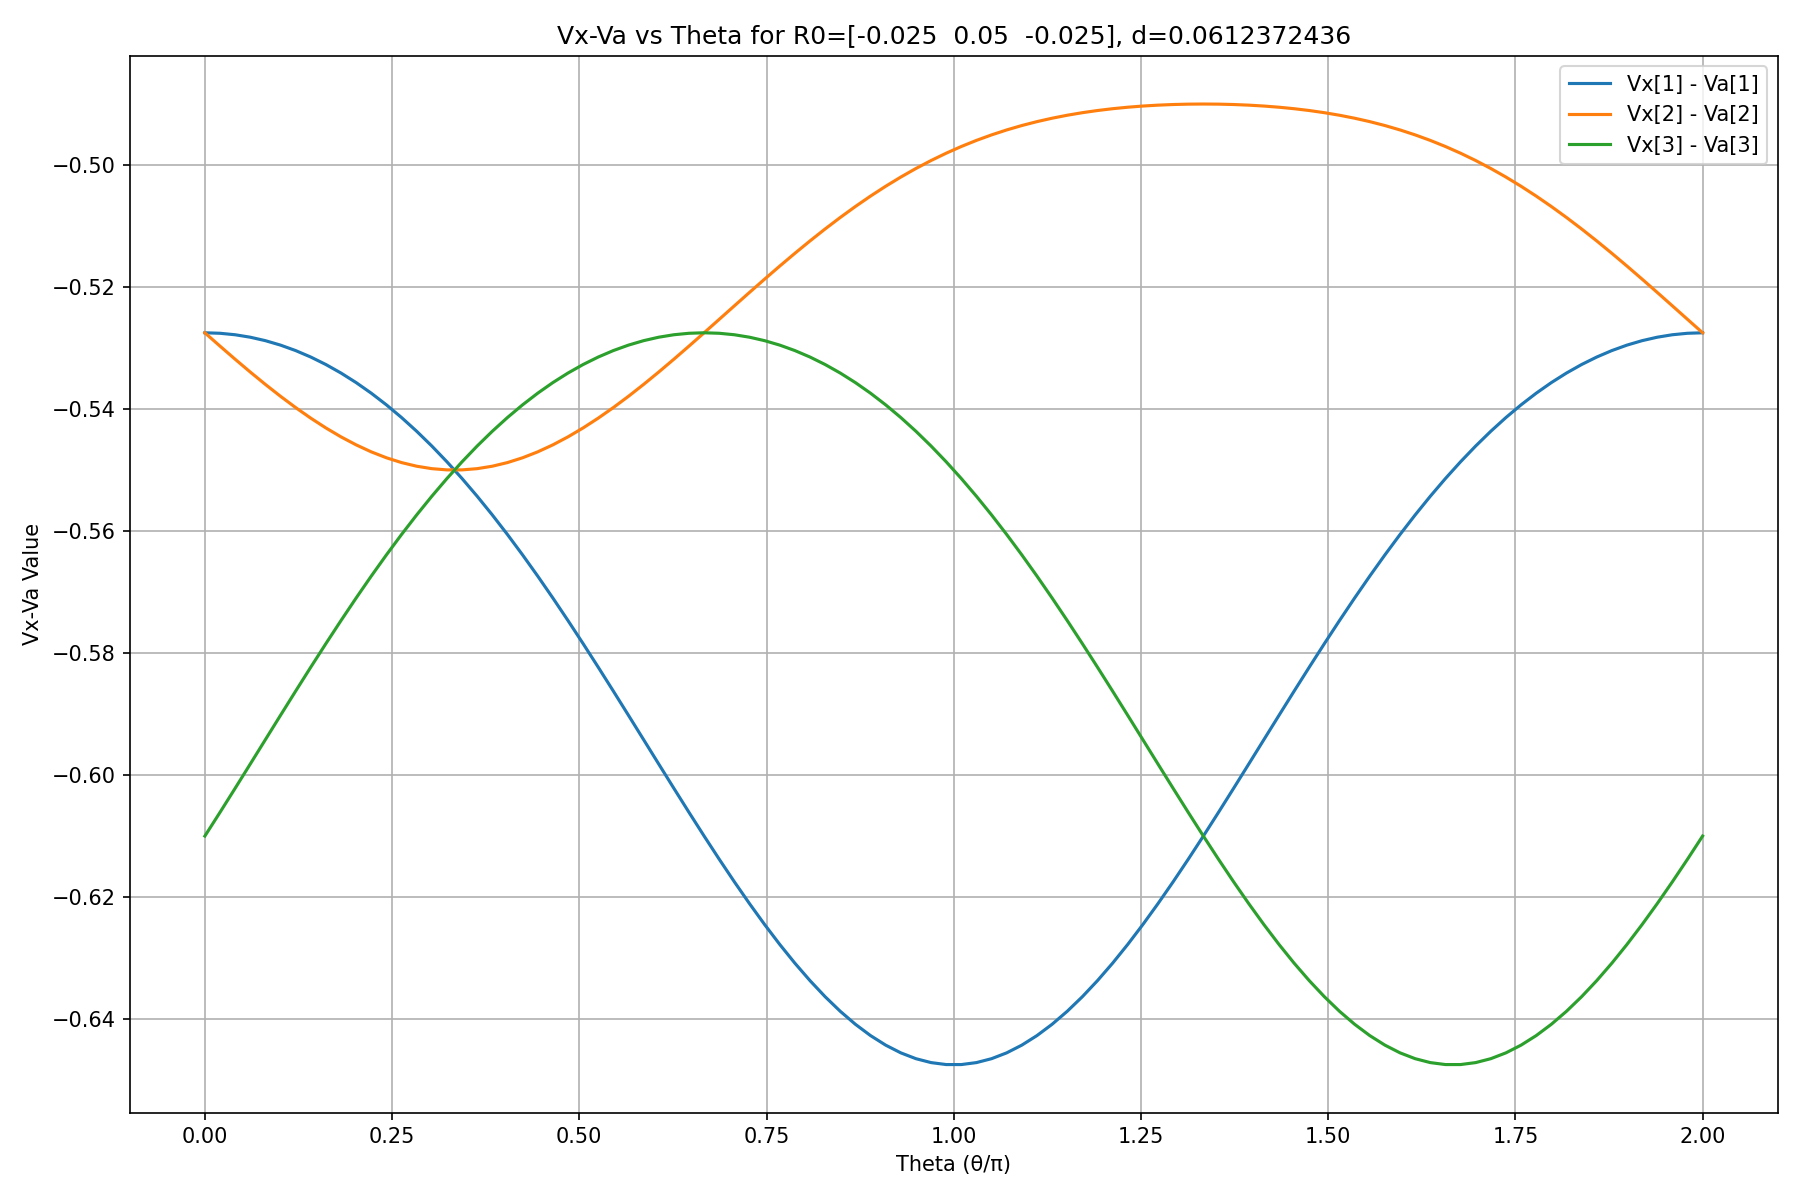 Vx-Va vs Theta for R0=[-0.025  0.05  -0.025], d=0.0612372436
Vx[1] - Va[1]
Vx[2] - Va[2]
Vx[3] - Va[3]
−0.50
−0.52
−0.54
−0.56
−0.58
−0.60
−0.62
−0.64
Vx-Va Value
0.00 0.25 0.50 0.75 1.00 1.25 1.50 1.75 2.00
Theta (θ/π)